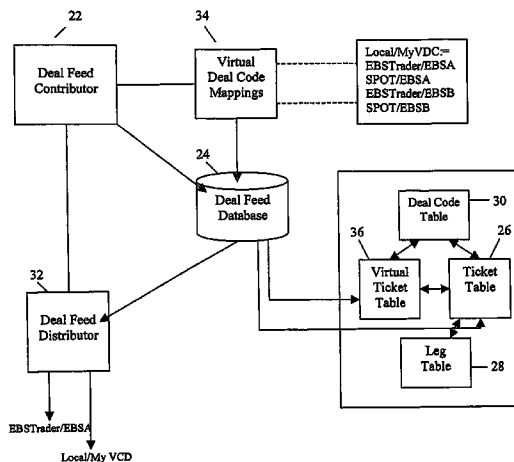 22
34
Deal Feed
Contributor
Virtual
Deal Code
Mappings
Local/MyVDC:=
EBSTrader/EBSA
SPOT/EBSA
EBSTrader/EBSB
SPOT/EBSB
24
Deal Feed
Database
Deal Code
Table
30
36
26
Virtual
Ticket
Table
Ticket
Table
32
Deal Feed
Distributor
Leg
Table
28
EBSTrader/EBSA
Local/My VCD